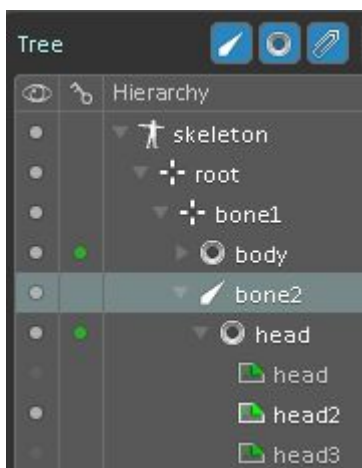 Tree
Hierarchy
skeleton
root
bone1
body
bone2
head
head
head2
head3